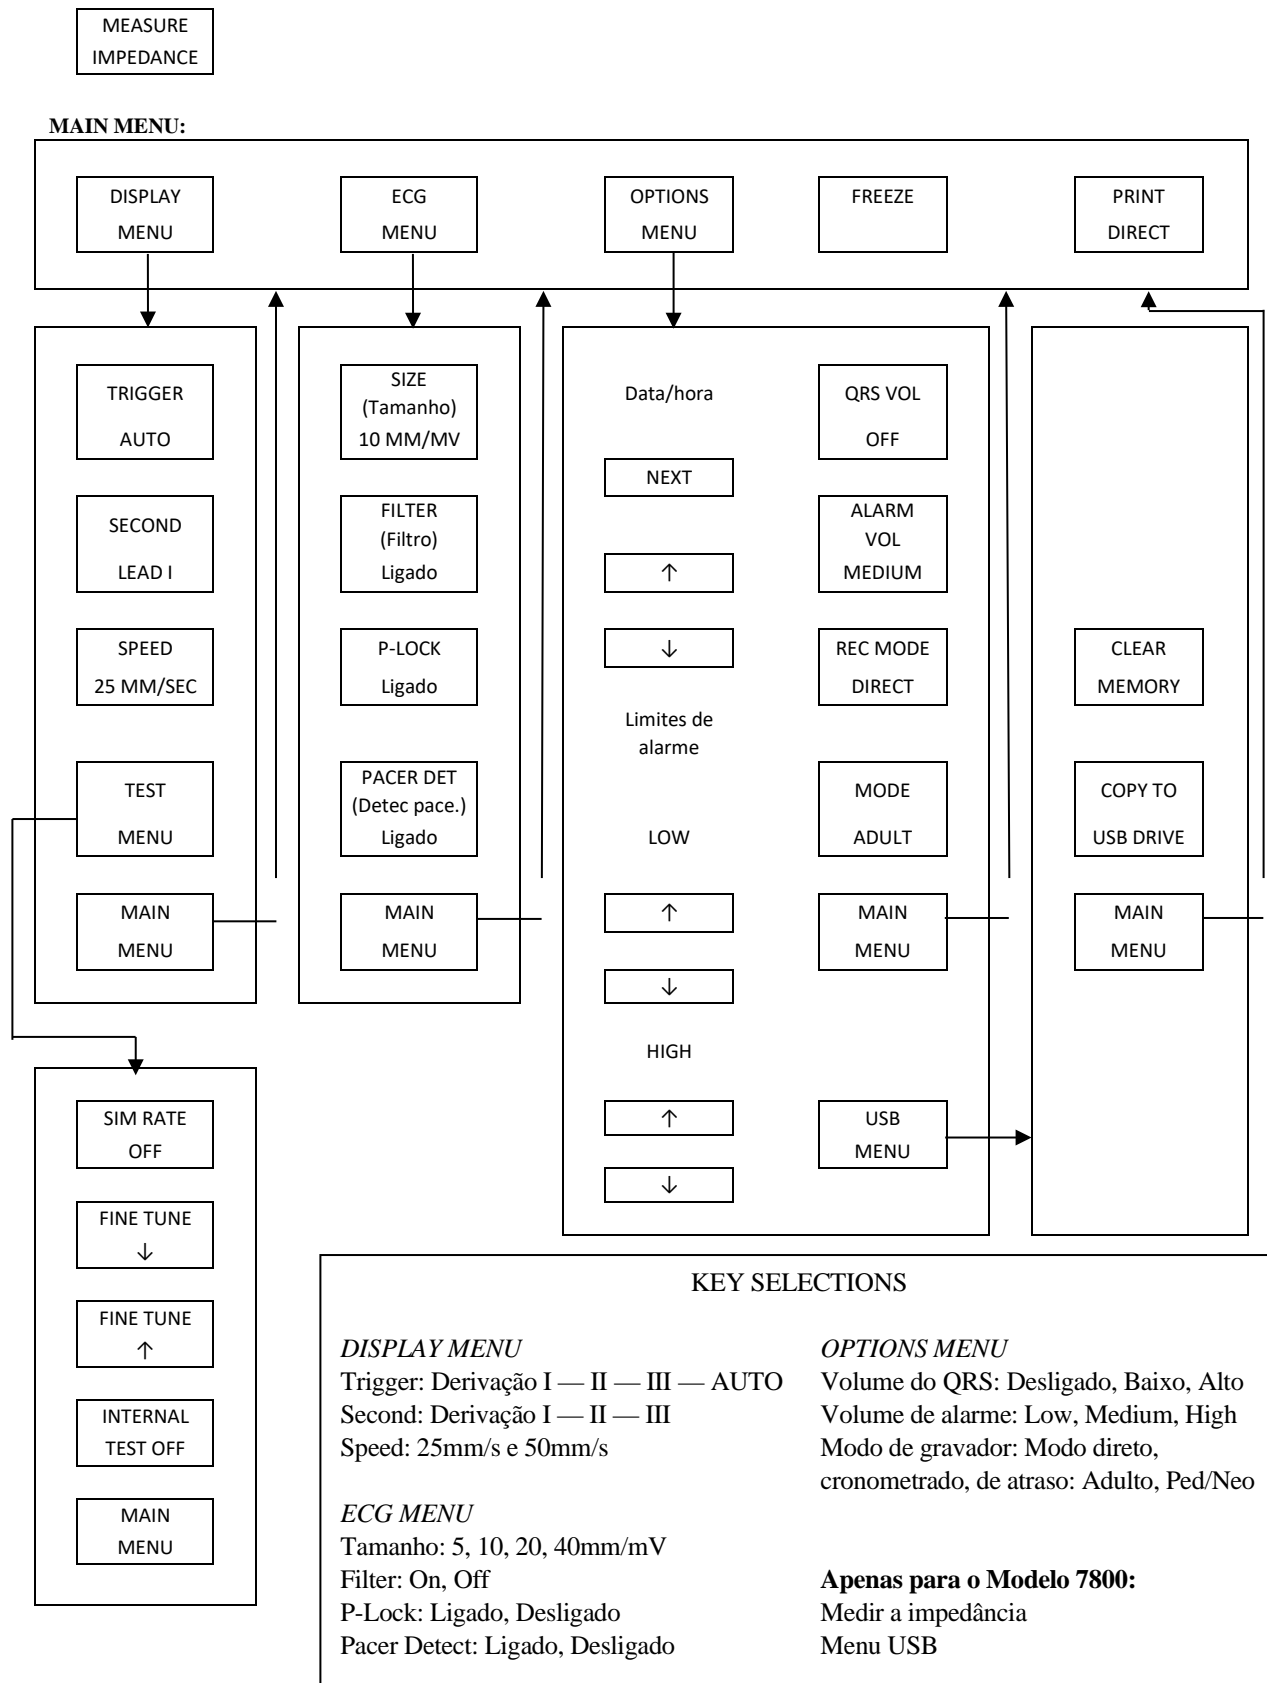 MEASURE
IMPEDANCE
MAIN MENU:
DISPLAY
MENU
ECG
MENU
OPTIONS
MENU
FREEZE
PRINT
DIRECT
TRIGGER
AUTO
SECOND
LEAD I
SPEED
25 MM/SEC
TEST
MENU
MAIN
MENU
SIZE
(Tamanho)
10 MM/MV
FILTER
(Filtro)
Ligado
P-LOCK
Ligado
PACER DET
(Detec pace.)
Ligado
MAIN
MENU
Data/hora
NEXT
↑
↓
Limites de
alarme
LOW
↑
↓
HIGH
↑
↓
QRS VOL
OFF
ALARM
VOL
MEDIUM
REC MODE
DIRECT
MODE
ADULT
MAIN
MENU
USB
MENU
CLEAR
MEMORY
COPY TO
USB DRIVE
MAIN
MENU
SIM RATE
OFF
FINE TUNE
↓
FINE TUNE
↑
INTERNAL
TEST OFF
MAIN
MENU
KEY SELECTIONS
DISPLAY MENU
Trigger: Derivação I — II — III — AUTO
Second: Derivação I — II — III
Speed: 25mm/s e 50mm/s
ECG MENU
Tamanho: 5, 10, 20, 40mm/mV
Filter: On, Off
P-Lock: Ligado, Desligado
Pacer Detect: Ligado, Desligado
OPTIONS MENU
Volume do QRS: Desligado, Baixo, Alto
Volume de alarme: Low, Medium, High
Modo de gravador: Modo direto,
cronometrado, de atraso: Adulto, Ped/Neo
Apenas para o Modelo 7800:
Medir a impedância
Menu USB